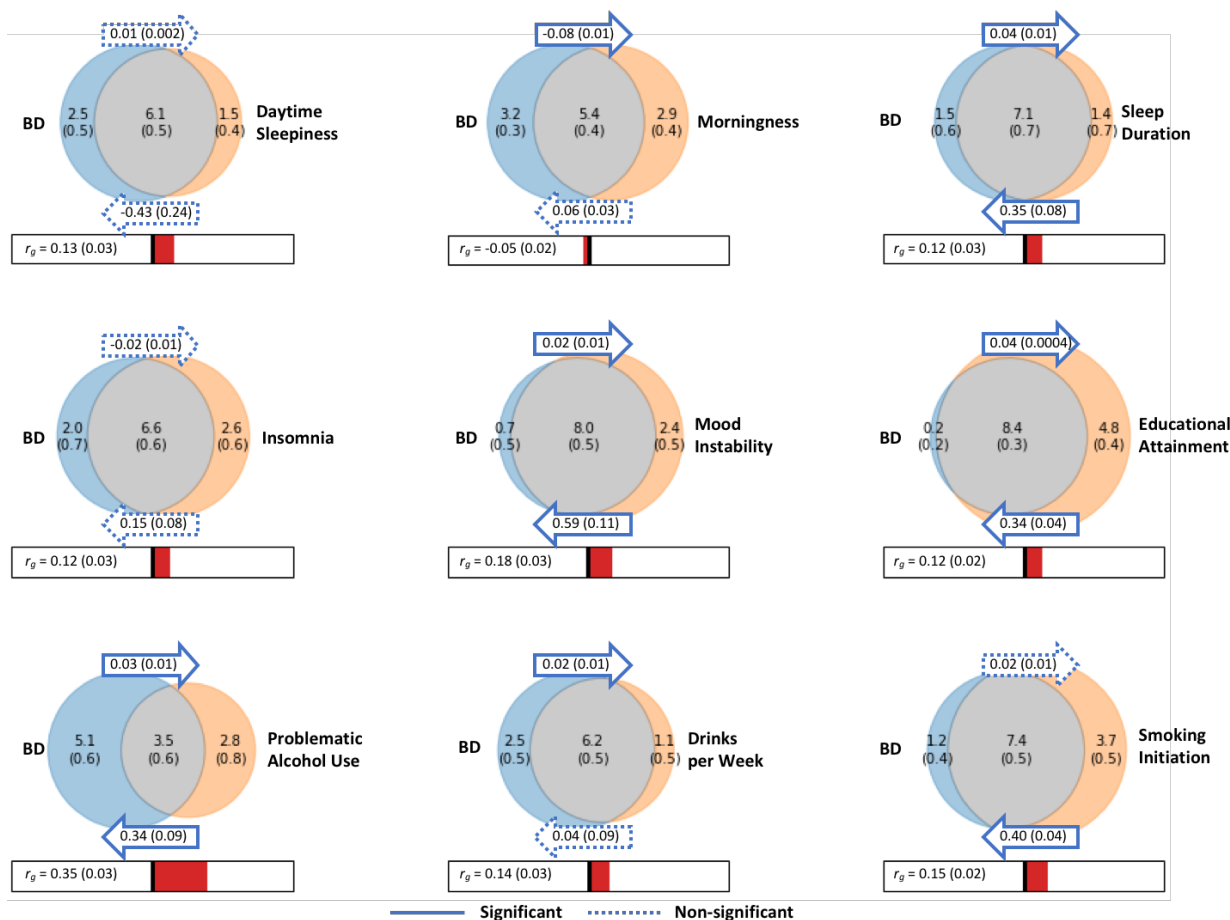 0.01 (0.002)
BD
2.5
(0.5)
6.1
(0.5)
1.5
(0.4)
Daytime
Sleepiness
-0.43 (0.24)
rg = 0.13 (0.03)
-0.08 (0.01)
BD
3.2
(0.3)
5.4
(0.4)
2.9
(0.4)
Morningness
0.06 (0.03)
rg = -0.05 (0.02)
0.04 (0.01)
BD
1.5
(0.6)
7.1
(0.7)
1.4
(0.7)
Sleep
Duration
0.35 (0.08)
rg = 0.12 (0.03)
-0.02 (0.01)
BD
2.0
(0.7)
6.6
(0.6)
2.6
(0.6)
Insomnia
0.15 (0.08)
rg = 0.12 (0.03)
0.02 (0.01)
BD
0.7
(0.5)
8.0
(0.5)
2.4
(0.5)
Mood
Instability
0.59 (0.11)
rg = 0.18 (0.03)
0.04 (0.0004)
BD
0.2
(0.2)
8.4
(0.3)
4.8
(0.4)
Educational
Attainment
0.34 (0.04)
rg = 0.12 (0.02)
0.03 (0.01)
BD
5.1
(0.6)
3.5
(0.6)
2.8
(0.8)
Problematic
Alcohol Use
0.34 (0.09)
rg = 0.35 (0.03)
0.02 (0.01)
BD
2.5
(0.5)
6.2
(0.5)
1.1
(0.5)
Drinks
per Week
0.04 (0.09)
rg = 0.14 (0.03)
0.02 (0.01)
BD
1.2
(0.4)
7.4
(0.5)
3.7
(0.5)
Smoking
Initiation
0.40 (0.04)
rg = 0.15 (0.02)
Significant
Non-significant